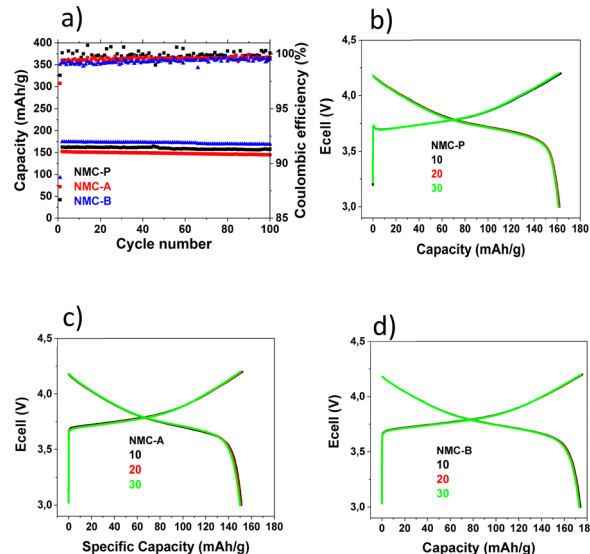 a)
400
350
300
250
200
150
100
50
0
Capacity (mAh/g)
100
95
90
85
Coulombic efficiency (%)
NMC-P
NMC-A
NMC-B
0 20 40 60 80 100
Cycle number
b)
4,5
4,0
3,5
3,0
Ecell (V)
NMC-P
10
20
30
0 20 40 60 80 100 120 140 160 180
Capacity (mAh/g)
c)
4,5
4,0
3,5
3,0
Ecell (V)
NMC-A
10
20
30
0 20 40 60 80 100 120 140 160 180
Specific Capacity (mAh/g)
d)
4,5
4,0
3,5
3,0
Ecell (V)
NMC-B
10
20
30
0 20 40 60 80 100 120 140 160 18
Capacity (mAh/g)